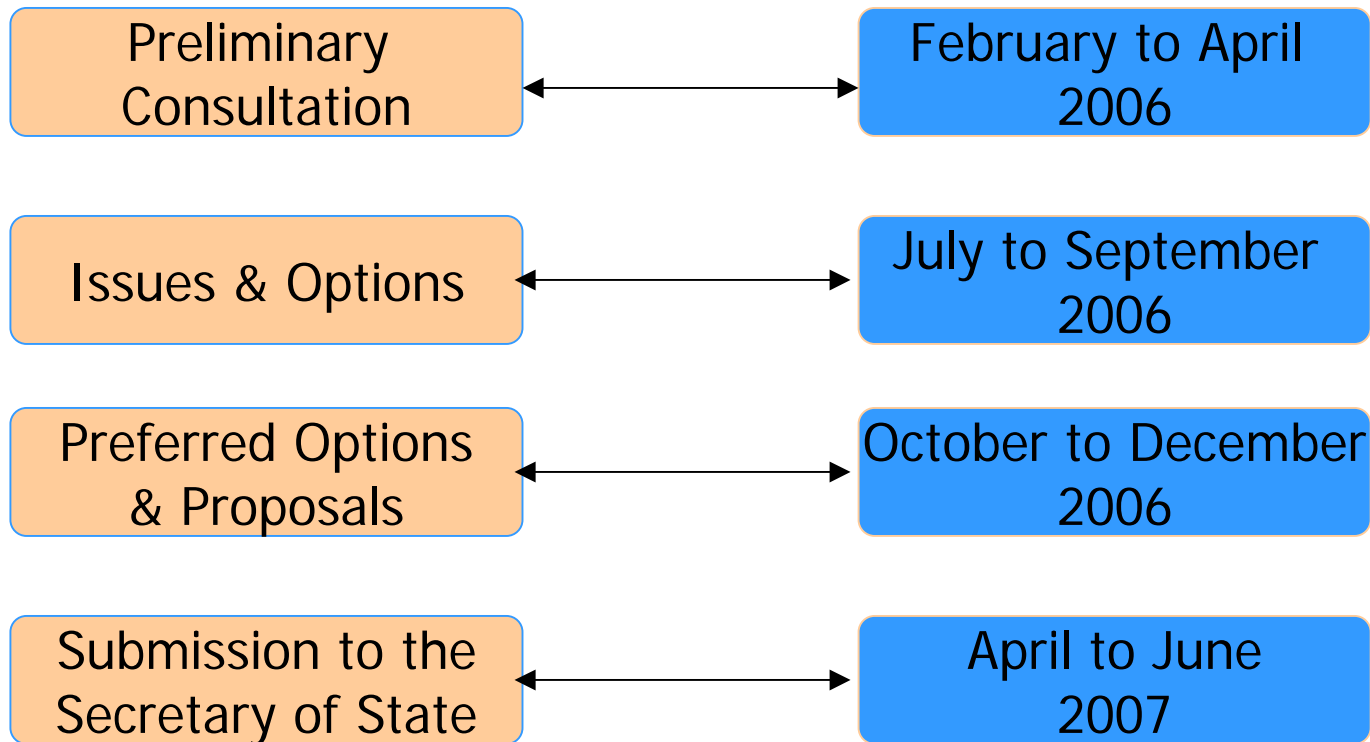 Preliminary
Consultation
February to April
2006
Issues & Options
July to September
2006
Preferred Options
& Proposals
October to December
2006
Submission to the
Secretary of State
April to June
2007